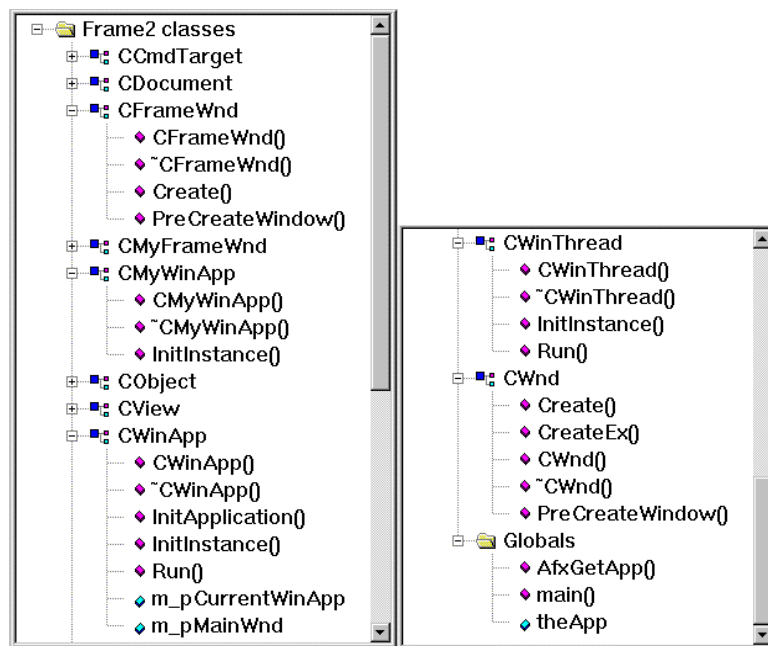 Frame2 classes
CCmdTarget
CDocument
CFrameWnd
CFrameWnd()
~CFrameWnd()
Create()
PreCreateWindow()
CMyFrameWnd
CMyWinApp
CMyWinApp()
~CMyWinApp()
InitInstance()
CObject
CView
CWinApp
CWinApp()
~CWinApp()
InitApplication()
InitInstance()
Run()
m_pCurrentWinApp
m_pMainWnd
CWinThread
CWinThread()
~CWinThread()
InitInstance()
Run()
CWnd
Create()
CreateEx()
CWnd()
~CWnd()
PreCreateWindow()
Globals
AfxGetApp()
main()
theApp